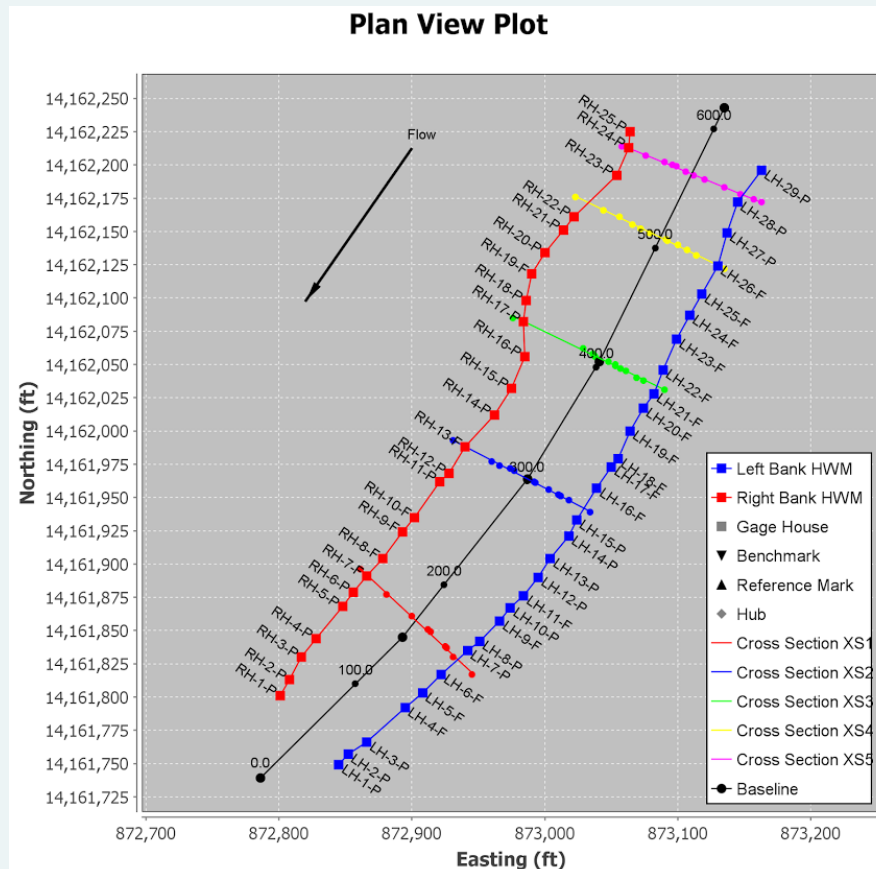 Plan View Plot
Northing (ft)
14,162,250
14,162,225
14,162,200
14,162,175
14,162,150
14,162,125
14,162,100
14,162,075
14,162,050
14,162,025
14,162,000
14,161,975
14,161,950
14,161,925
14,161,900
14,161,875
14,161,850
14,161,825
14,161,800
14,161,775
14,161,750
14,161,725
Flow
RH-25-P
RH-24-P
RH-23-P
RH-22-P
RH-21-P
RH-20-P
RH-19-F
RH-18-P
RH-17-P
RH-16-P
RH-15-P
RH-14-P
RH-13-F
RH-12-P
RH-11-P
RH-10-F
RH-9-F
RH-8-F
RH-7-P
RH-6-P
RH-5-P
RH-4-P
RH-3-P
RH-2-P
RH-1-P
600.0
500.0
400.0
300.0
200.0
100.0
0.0
LH-29-P
LH-28-P
LH-27-P
LH-26-F
LH-25-F
LH-24-F
LH-23-F
LH-22-F
LH-21-F
LH-20-F
LH-19-F
LH-18-F
LH-17-F
LH-16-F
LH-15-P
LH-14-P
LH-13-P
LH-12-P
LH-11-F
LH-10-P
LH-9-F
LH-8-P
LH-7-P
LH-6-F
LH-5-F
LH-4-F
LH-3-P
LH-2-P
LH-1-P
Left Bank HWM
Right Bank HWM
Gage House
Benchmark
Reference Mark
Hub
Cross Section XS1
Cross Section XS2
Cross Section XS3
Cross Section XS4
Cross Section XS5
Baseline
872,700
872,800
872,900
873,000
873,100
873,200
Easting (ft)